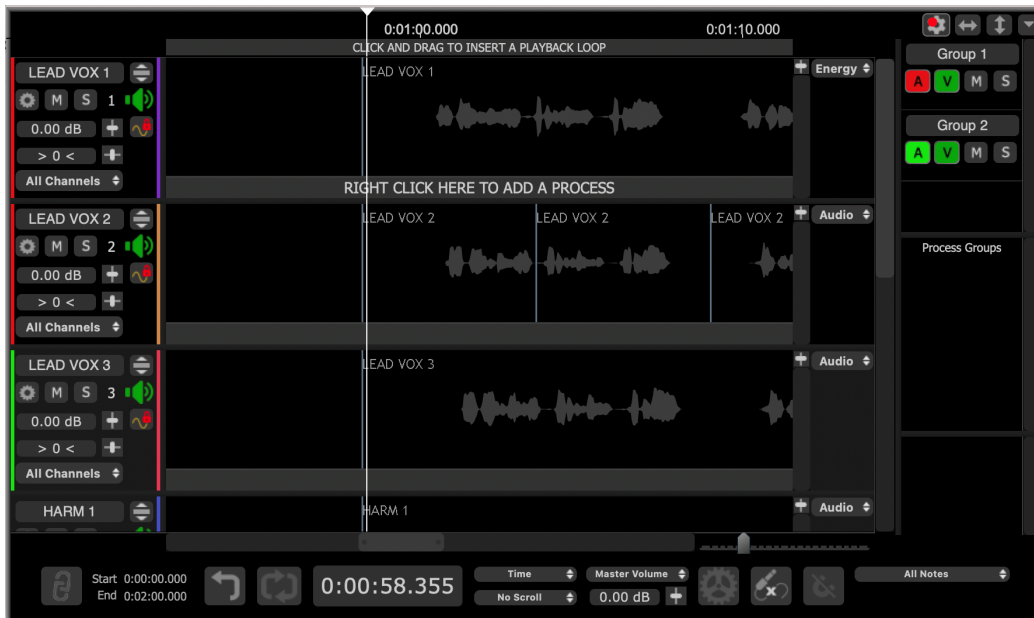 0:01:00.000
0:01:10.000
CLICK AND DRAG TO INSERT A PLAYBACK LOOP
LEAD VOX 1
M S 1
0.00 dB
> 0 <
All Channels
LEAD VOX 1
Energy
RIGHT CLICK HERE TO ADD A PROCESS
LEAD VOX 2
M S 2
0.00 dB
> 0 <
All Channels
LEAD VOX 2
LEAD VOX 2
LEAD VOX 2
Audio
LEAD VOX 3
M S 3
0.00 dB
> 0 <
All Channels
LEAD VOX 3
Audio
HARM 1
HARM 1
Audio
Group 1
A V M S
Group 2
A V M S
Process Groups
Start 0:00:00.000
End 0:02:00.000
0:00:58.355
Time
No Scroll
Master Volume
0.00 dB
x
All Notes